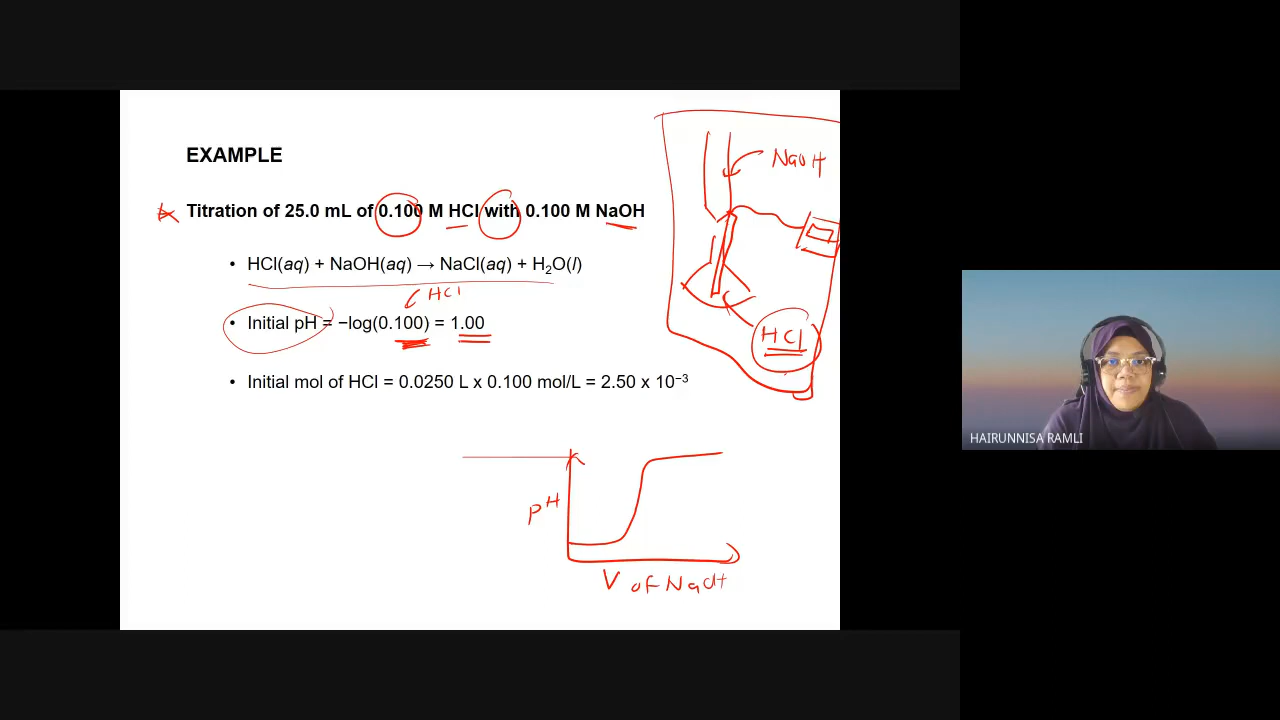 EXAMPLE
NaOH
Titration of 25.0 mL of 0.100 M HCl with 0.100 M NaOH
HCl(aq) + NaOH(aq) → NaCl(aq) + H₂O(l)
HCl
Initial pH = −log(0.100) = 1.00
HCl
Initial mol of HCl = 0.0250 L x 0.100 mol/L = 2.50 x 10⁻³
HAIRUNNISA RAMLI
pH
V of NaOH